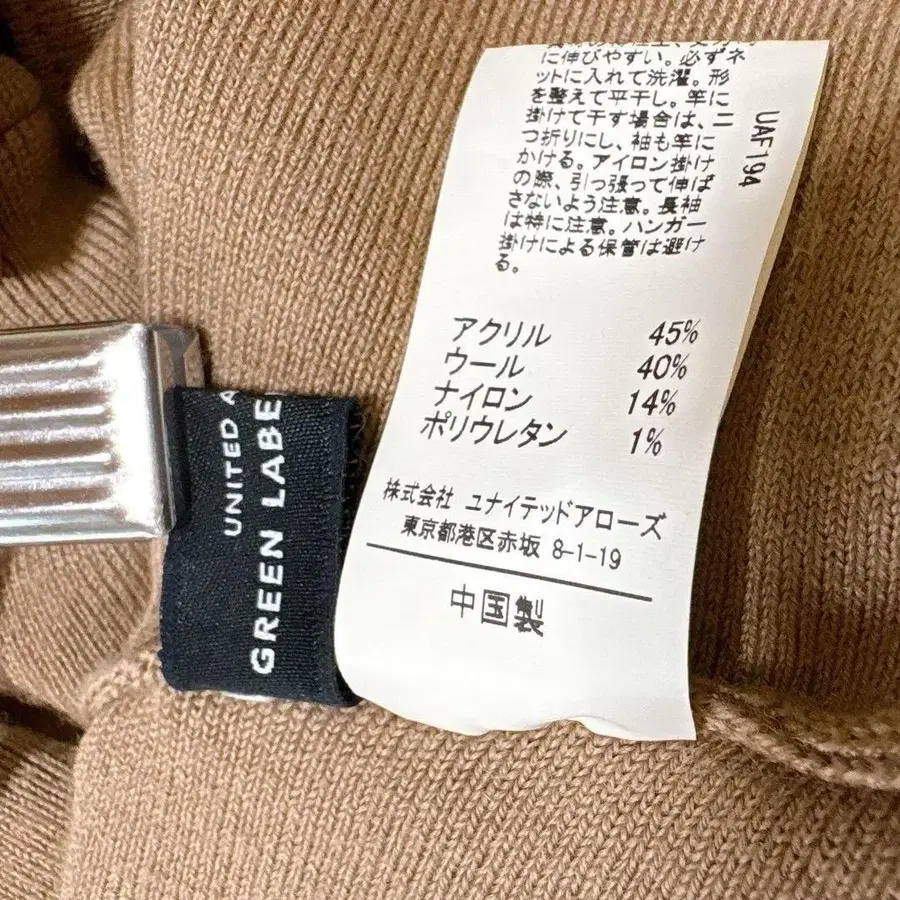 に伸びやすい。必ずネ
ットに入れて洗濯。形
を整えて平干し。竿に
掛けて干す場合は、二
つ折りにし、袖も竿に
かける。アイロン掛け
の際、引っ張って伸ば
さないよう注意。長袖
は特に注意。ハンガー
掛けによる保管は避け
る。
UAF194
アクリル 45%
ウール 40%
ナイロン 14%
ポリウレタン 1%
株式会社 ユナイテッドアローズ
東京都港区赤坂 8-1-19
中国製
UNITED A
GREEN LABE